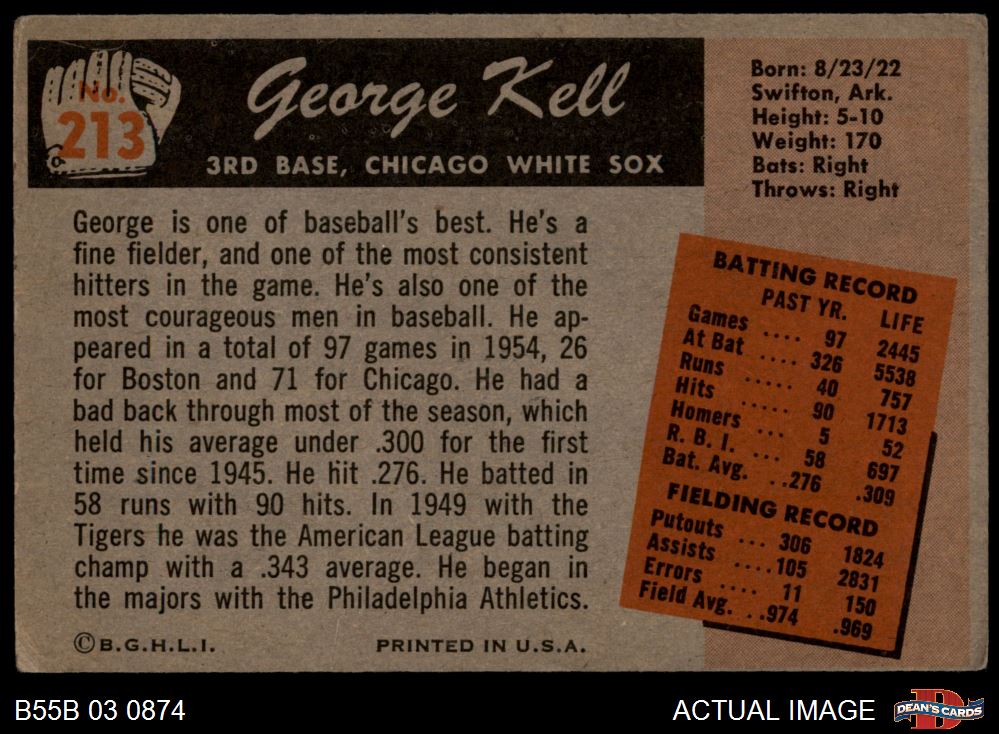 No.
213
George Kell
3RD BASE, CHICAGO WHITE SOX
Born: 8/23/22
Swifton, Ark.
Height: 5-10
Weight: 170
Bats: Right
Throws: Right
George is one of baseball's best. He's a
fine fielder, and one of the most consistent
hitters in the game. He's also one of the
most courageous men in baseball. He ap-
peared in a total of 97 games in 1954, 26
for Boston and 71 for Chicago. He had a
bad back through most of the season, which
held his average under .300 for the first
time since 1945. He hit .276. He batted in
58 runs with 90 hits. In 1949 with the
Tigers he was the American League batting
champ with a .343 average. He began in
the majors with the Philadelphia Athletics.
BATTING RECORD
PAST YR. LIFE
Games .... 97 2445
At Bat .... 326 5538
Runs ..... 40 757
Hits ..... 90 1713
Homers ... 5 52
R. B. I. ... 58 697
Bat. Avg. ...276 .309
FIELDING RECORD
Putouts ... 306 1824
Assists ....105 2831
Errors .... 11 150
Field Avg. ..974 .969
©B.G.H.L.I. PRINTED IN U.S.A.
B55B 03 0874 ACTUAL IMAGE DEAN'S CARDS